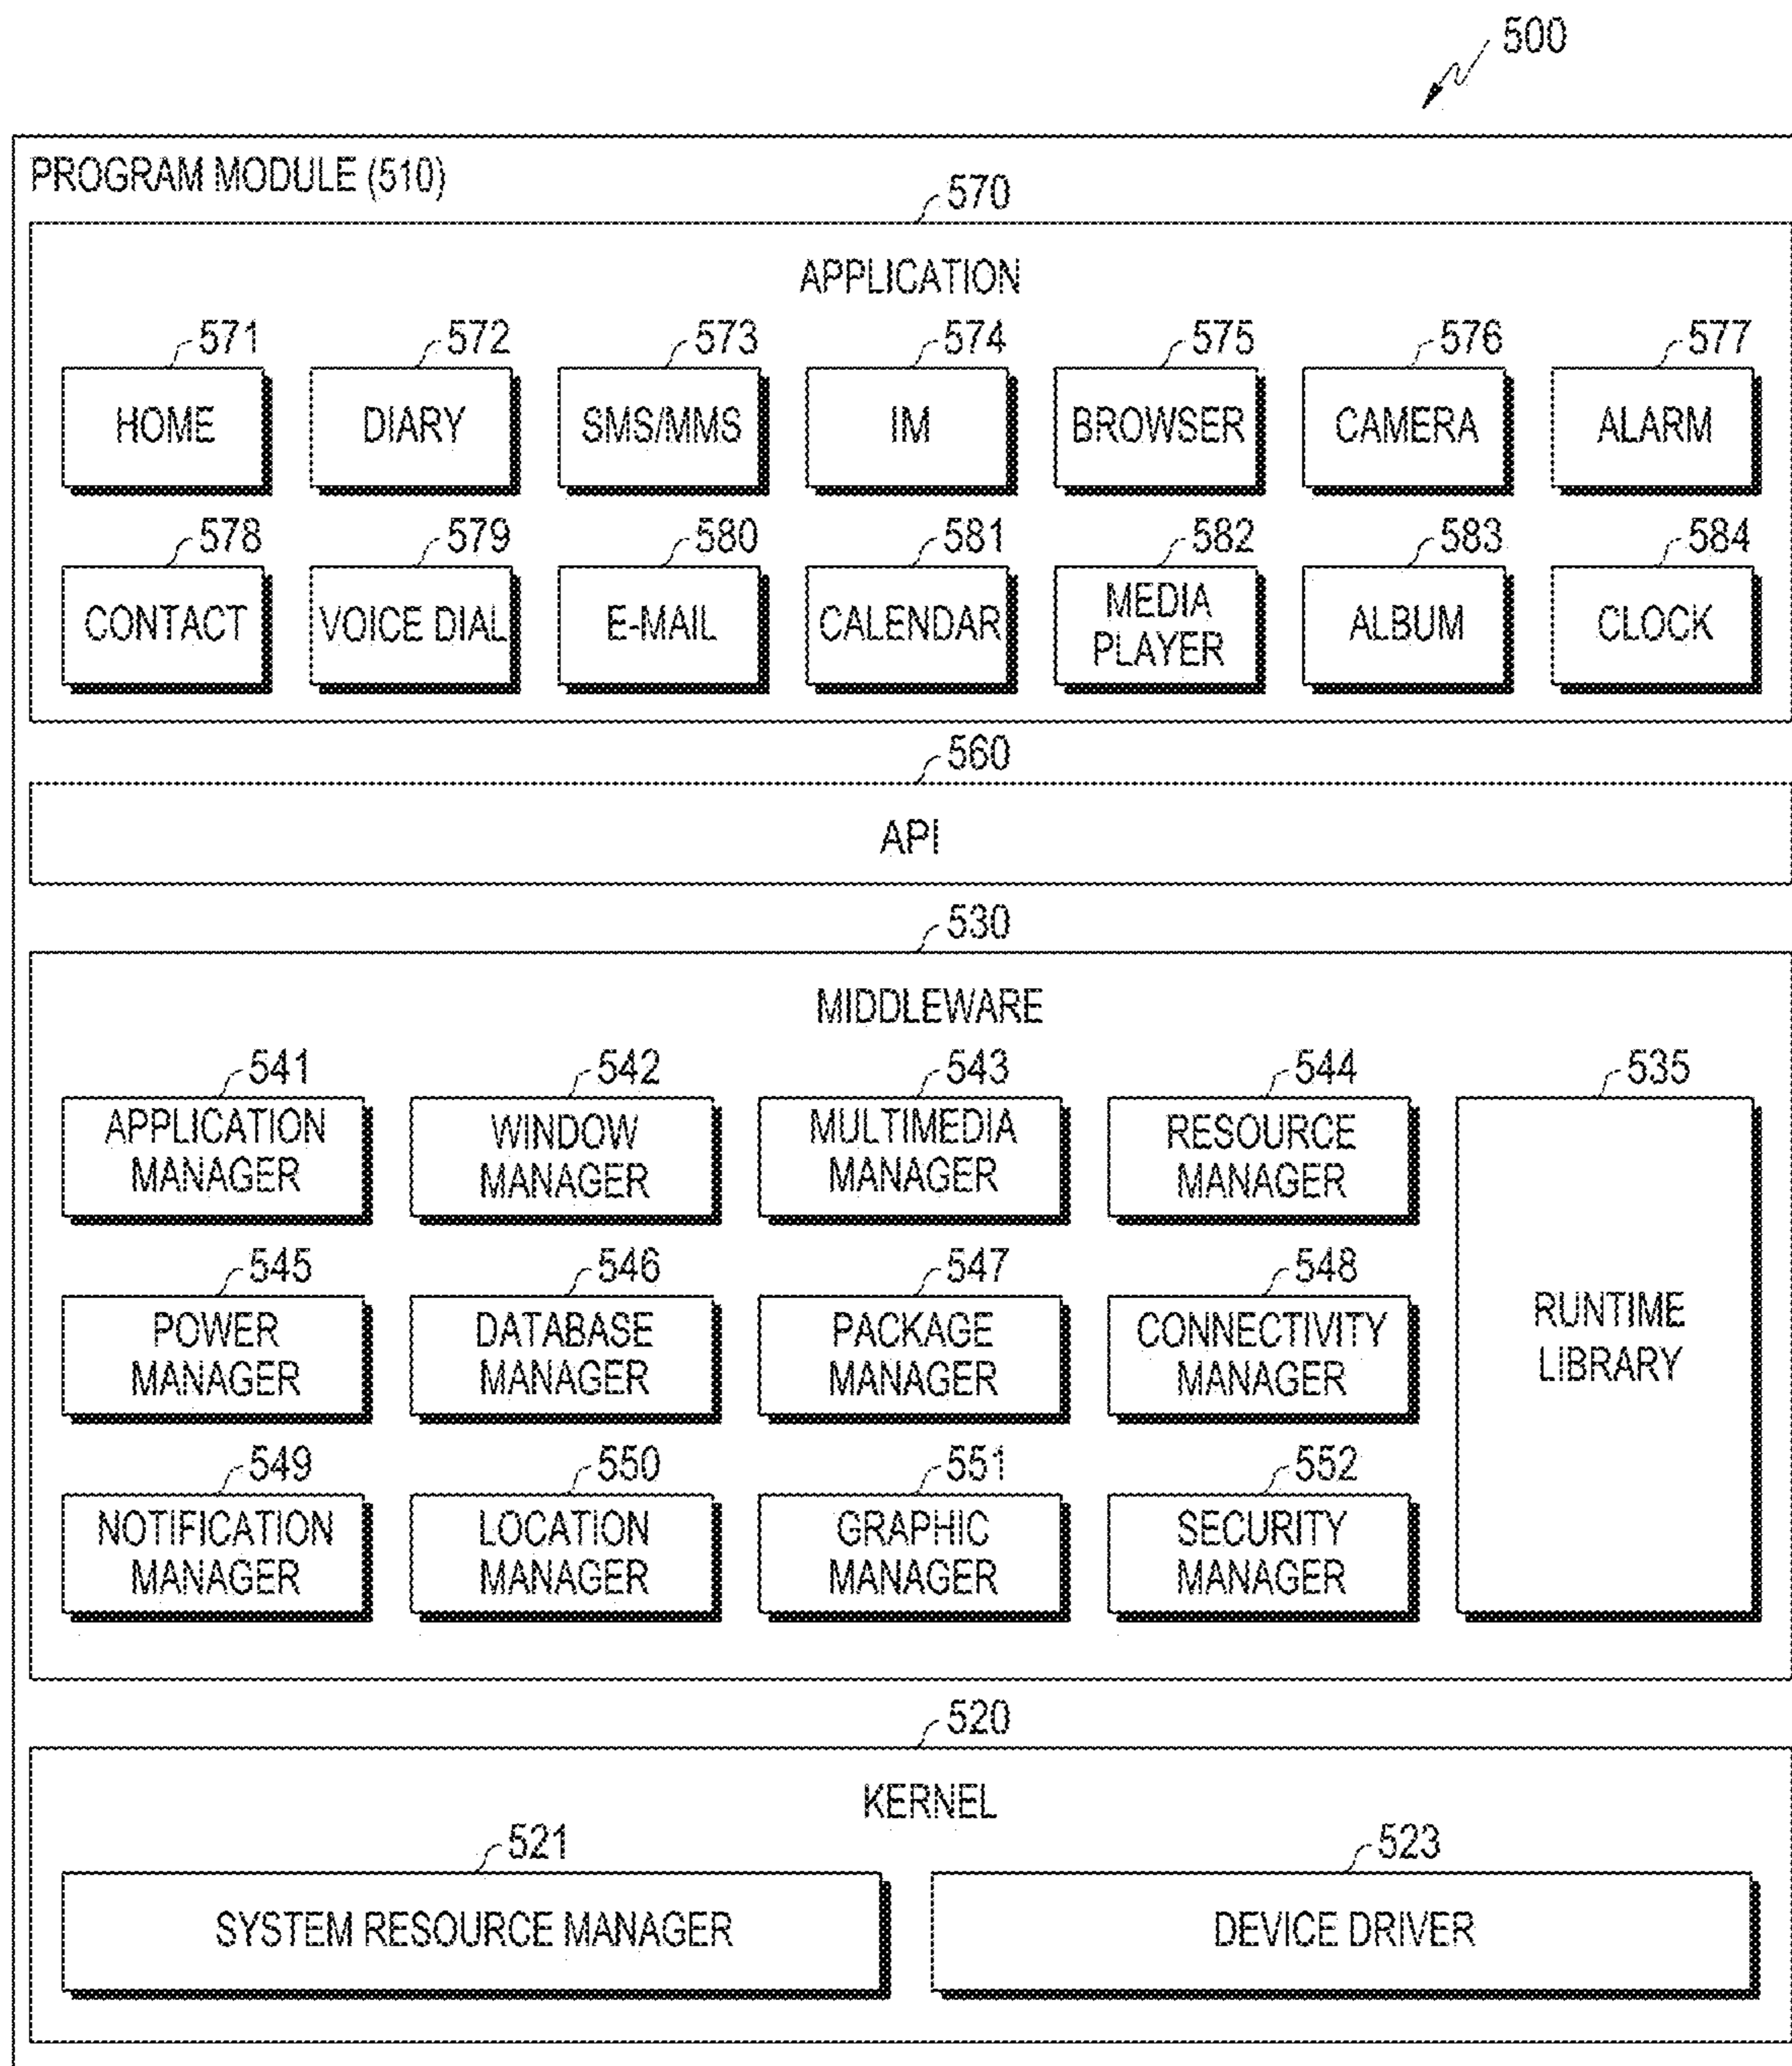 500
PROGRAM MODULE (510)
570
APPLICATION
571 572 573 574 575 576 577
HOME DIARY SMS/MMS IM BROWSER CAMERA ALARM
578 579 580 581 582 583 584
CONTACT VOICE DIAL E-MAIL CALENDAR MEDIA PLAYER ALBUM CLOCK
560
API
530
MIDDLEWARE
541 542 543 544 535
APPLICATION MANAGER WINDOW MANAGER MULTIMEDIA MANAGER RESOURCE MANAGER
545 546 547 548
POWER MANAGER DATABASE MANAGER PACKAGE MANAGER CONNECTIVITY MANAGER RUNTIME LIBRARY
549 550 551 552
NOTIFICATION MANAGER LOCATION MANAGER GRAPHIC MANAGER SECURITY MANAGER
520
KERNEL
521 523
SYSTEM RESOURCE MANAGER DEVICE DRIVER